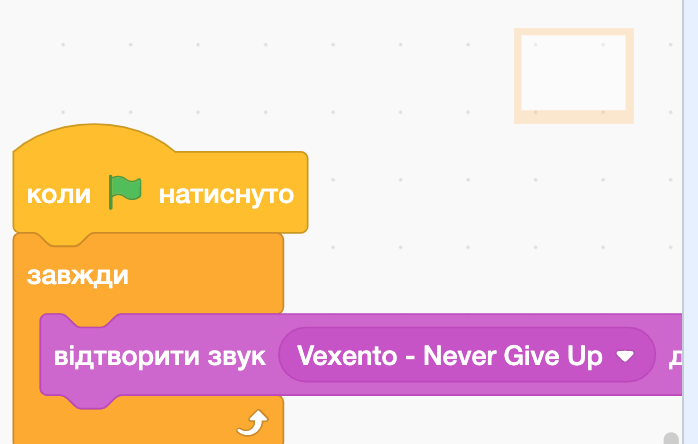 коли натиснуто
завжди
відтворити звук Vexento - Never Give Up